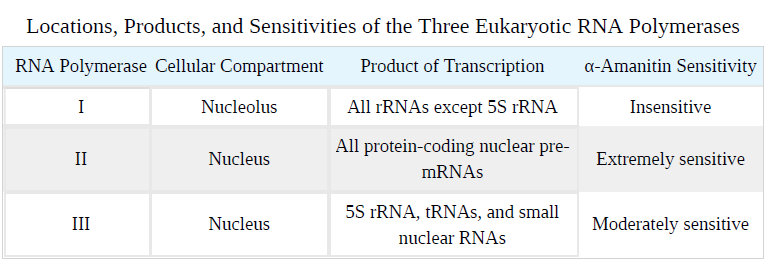 Locations, Products, and Sensitivities of the Three Eukaryotic RNA Polymerases
RNA Polymerase Cellular Compartment Product of Transcription α-Amanitin Sensitivity
I Nucleolus All rRNAs except 5S rRNA Insensitive
II Nucleus All protein-coding nuclear pre-
mRNAs Extremely sensitive
III Nucleus 5S rRNA, tRNAs, and small
nuclear RNAs Moderately sensitive